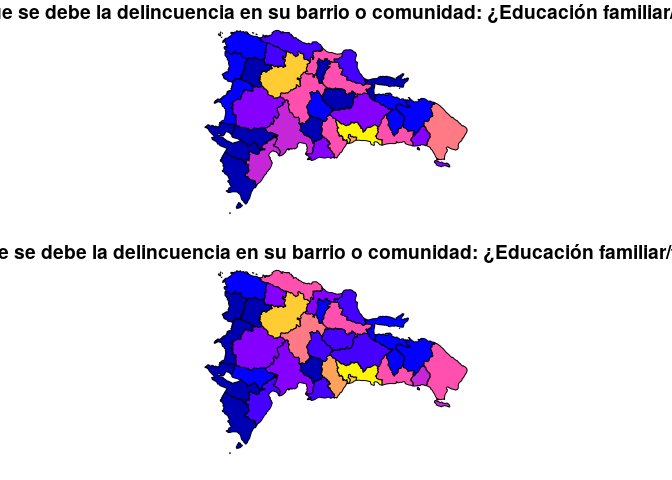 ue se debe la delincuencia en su barrio o comunidad: ¿Educación familiar/
e se debe la delincuencia en su barrio o comunidad: ¿Educación familiar/